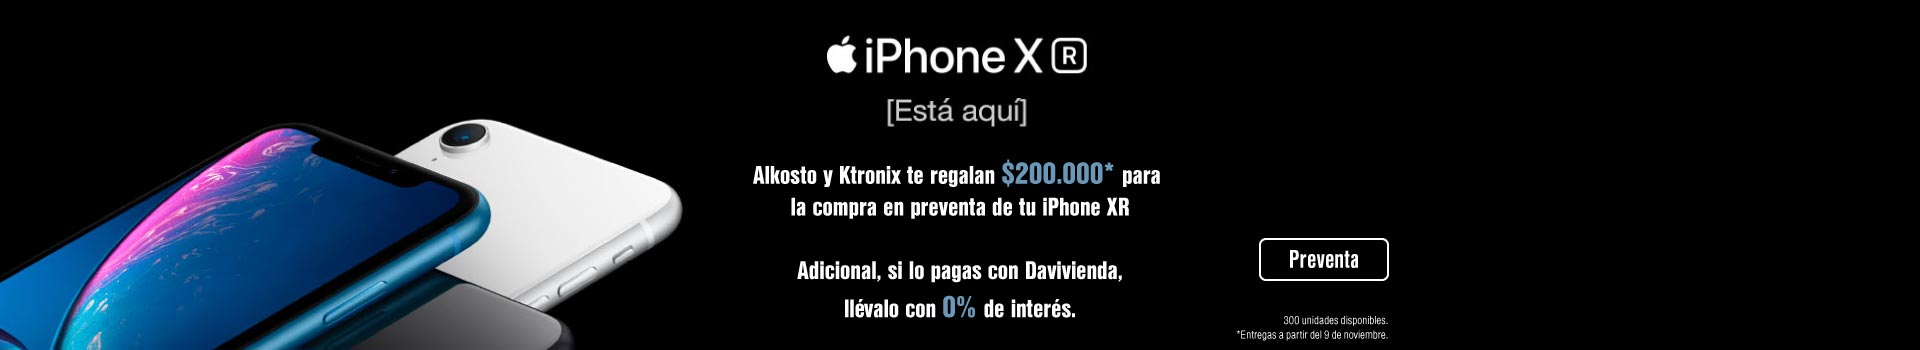 iPhone XR
[Está aquí]
Alkosto y Ktronix te regalan $200.000* para
la compra en preventa de tu iPhone XR
Adicional, si lo pagas con Davivienda,
llévalo con 0% de interés.
Preventa
300 unidades disponibles.
*Entregas a partir del 9 de noviembre.